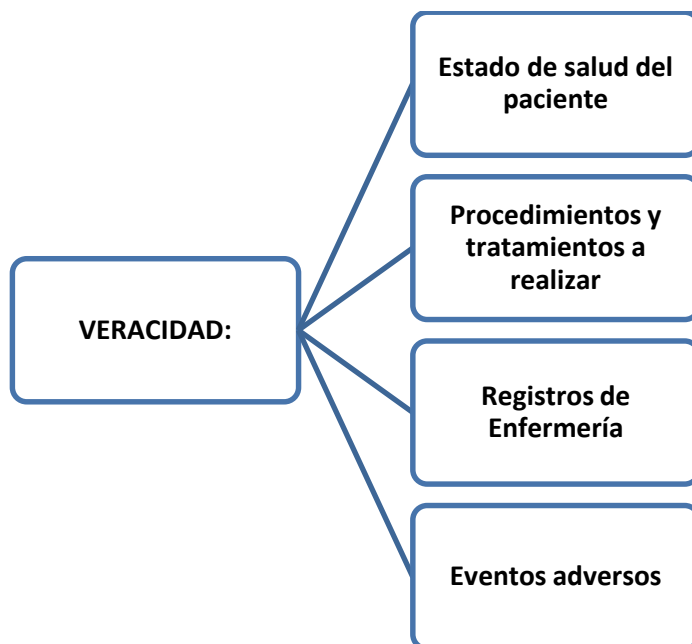 VERACIDAD:
Estado de salud del
paciente
Procedimientos y
tratamientos a
realizar
Registros de
Enfermería
Eventos adversos